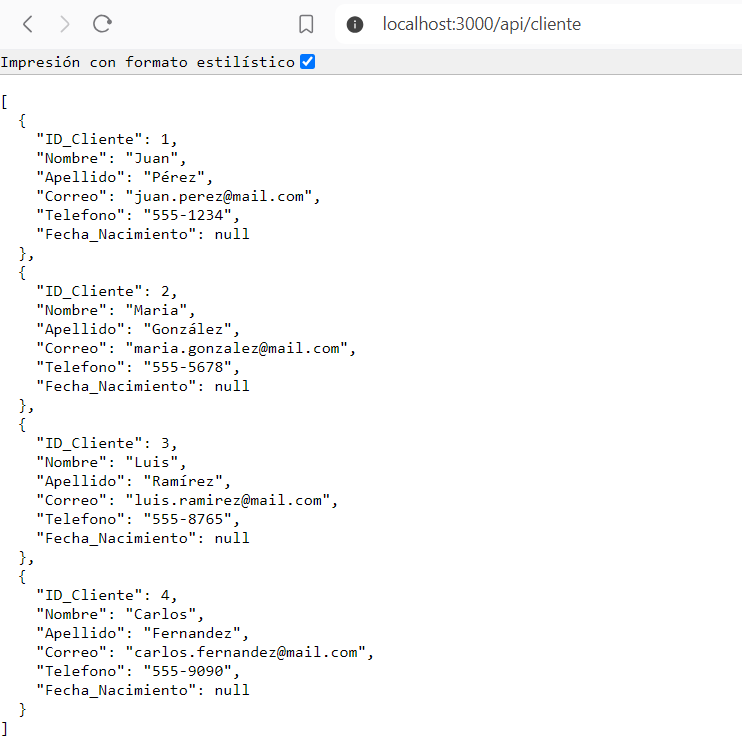 localhost:3000/api/cliente
Impresión con formato estilístico
[
  {
    "ID_Cliente": 1,
    "Nombre": "Juan",
    "Apellido": "Pérez",
    "Correo": "juan.perez@mail.com",
    "Telefono": "555-1234",
    "Fecha_Nacimiento": null
  },
  {
    "ID_Cliente": 2,
    "Nombre": "Maria",
    "Apellido": "González",
    "Correo": "maria.gonzalez@mail.com",
    "Telefono": "555-5678",
    "Fecha_Nacimiento": null
  },
  {
    "ID_Cliente": 3,
    "Nombre": "Luis",
    "Apellido": "Ramírez",
    "Correo": "luis.ramirez@mail.com",
    "Telefono": "555-8765",
    "Fecha_Nacimiento": null
  },
  {
    "ID_Cliente": 4,
    "Nombre": "Carlos",
    "Apellido": "Fernandez",
    "Correo": "carlos.fernandez@mail.com",
    "Telefono": "555-9090",
    "Fecha_Nacimiento": null
  }
]